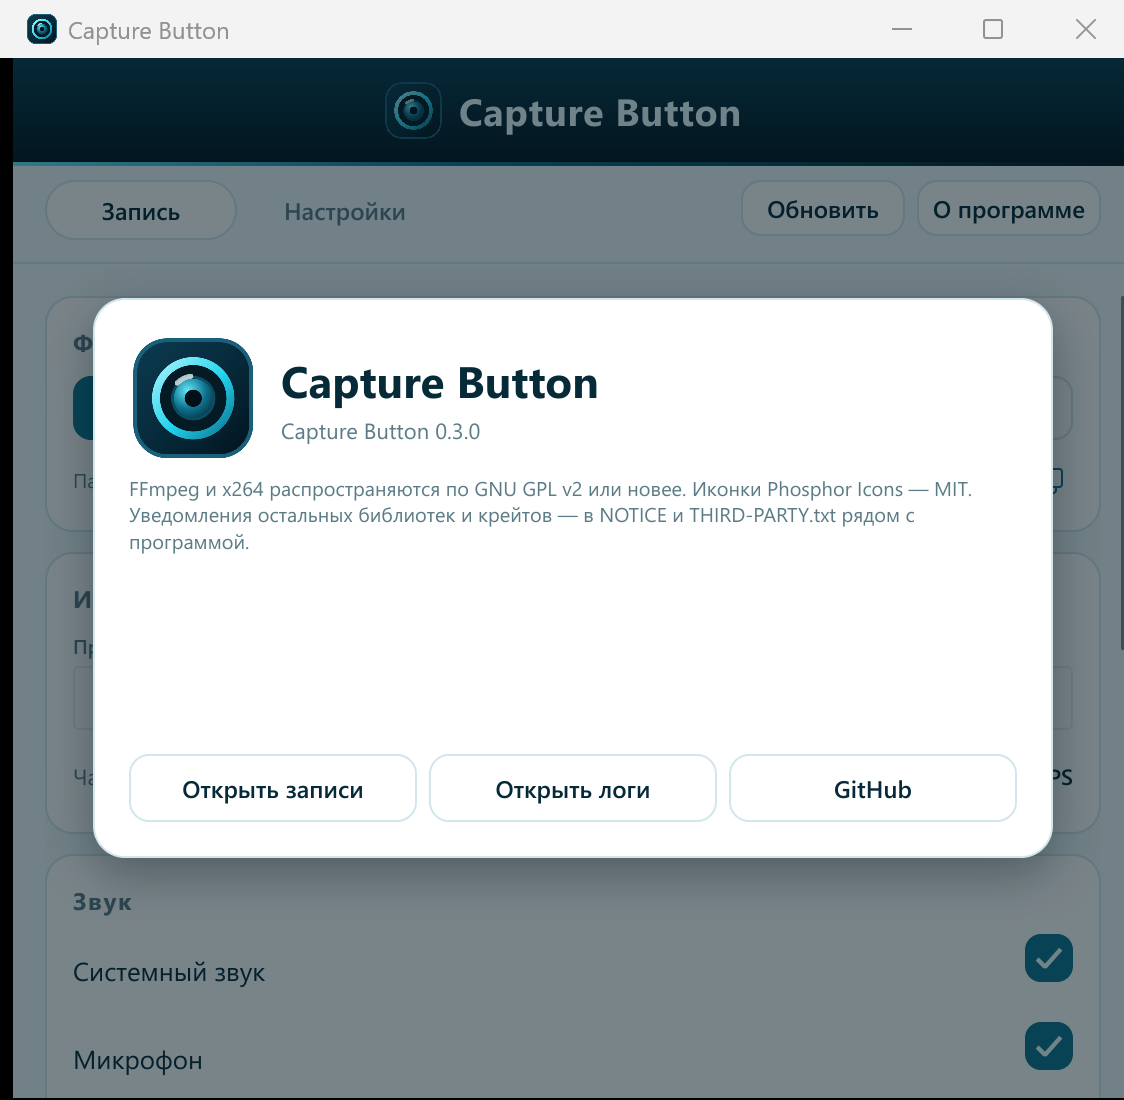 Capture Button
Capture Button
Запись
Настройки
Обновить
О программе
Capture Button
Capture Button 0.3.0
FFmpeg и x264 распространяются по GNU GPL v2 или новее. Иконки Phosphor Icons — MIT.
Уведомления остальных библиотек и крейтов — в NOTICE и THIRD-PARTY.txt рядом с
программой.
Открыть записи
Открыть логи
GitHub
Звук
Системный звук
Микрофон